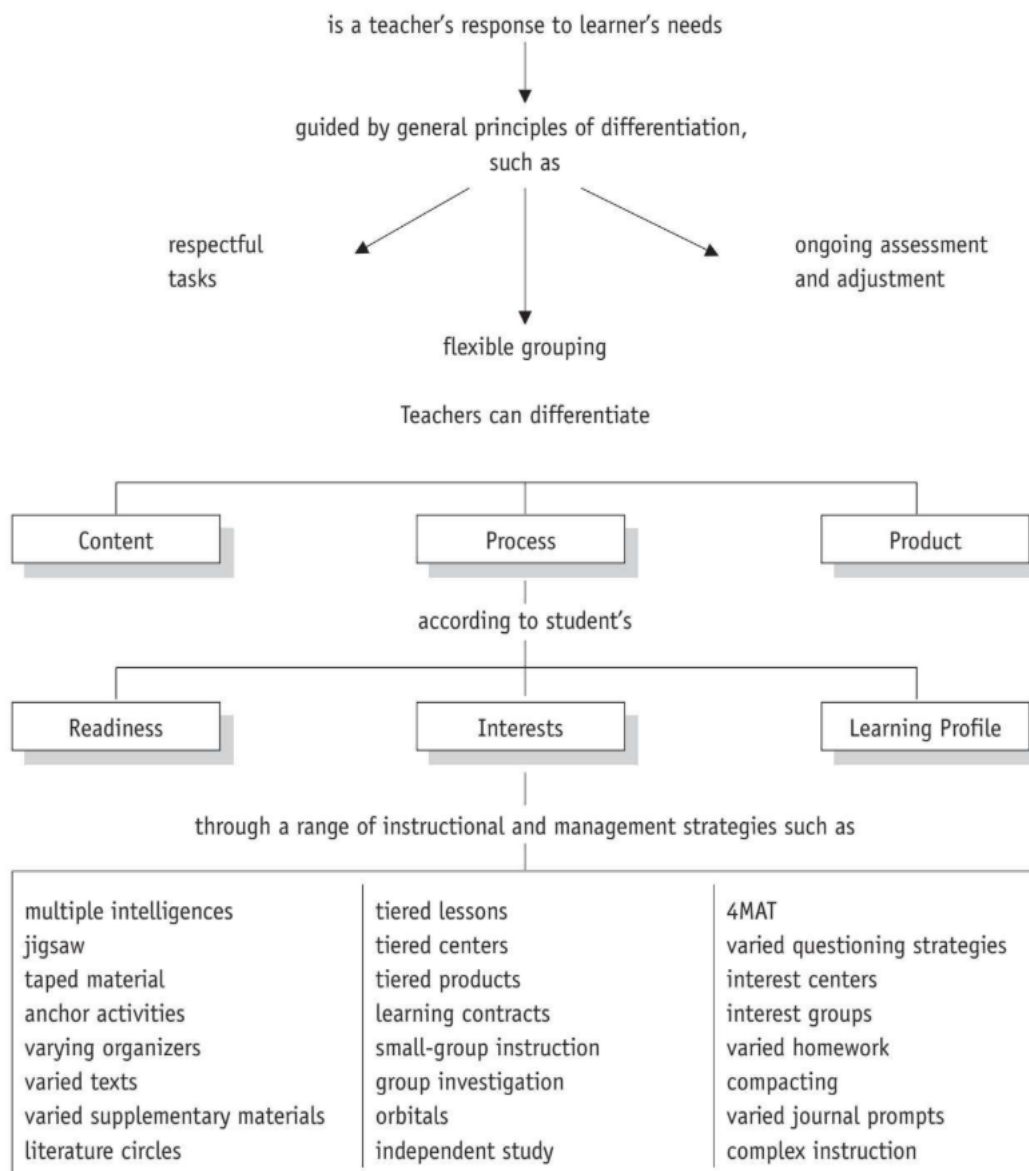 is a teacher’s response to learner’s needs
guided by general principles of differentiation,
such as
respectful
tasks
ongoing assessment
and adjustment
flexible grouping
Teachers can differentiate
Content
Process
Product
according to student’s
Readiness
Interests
Learning Profile
through a range of instructional and management strategies such as
multiple intelligences
jigsaw
taped material
anchor activities
varying organizers
varied texts
varied supplementary materials
literature circles
tiered lessons
tiered centers
tiered products
learning contracts
small-group instruction
group investigation
orbitals
independent study
4MAT
varied questioning strategies
interest centers
interest groups
varied homework
compacting
varied journal prompts
complex instruction